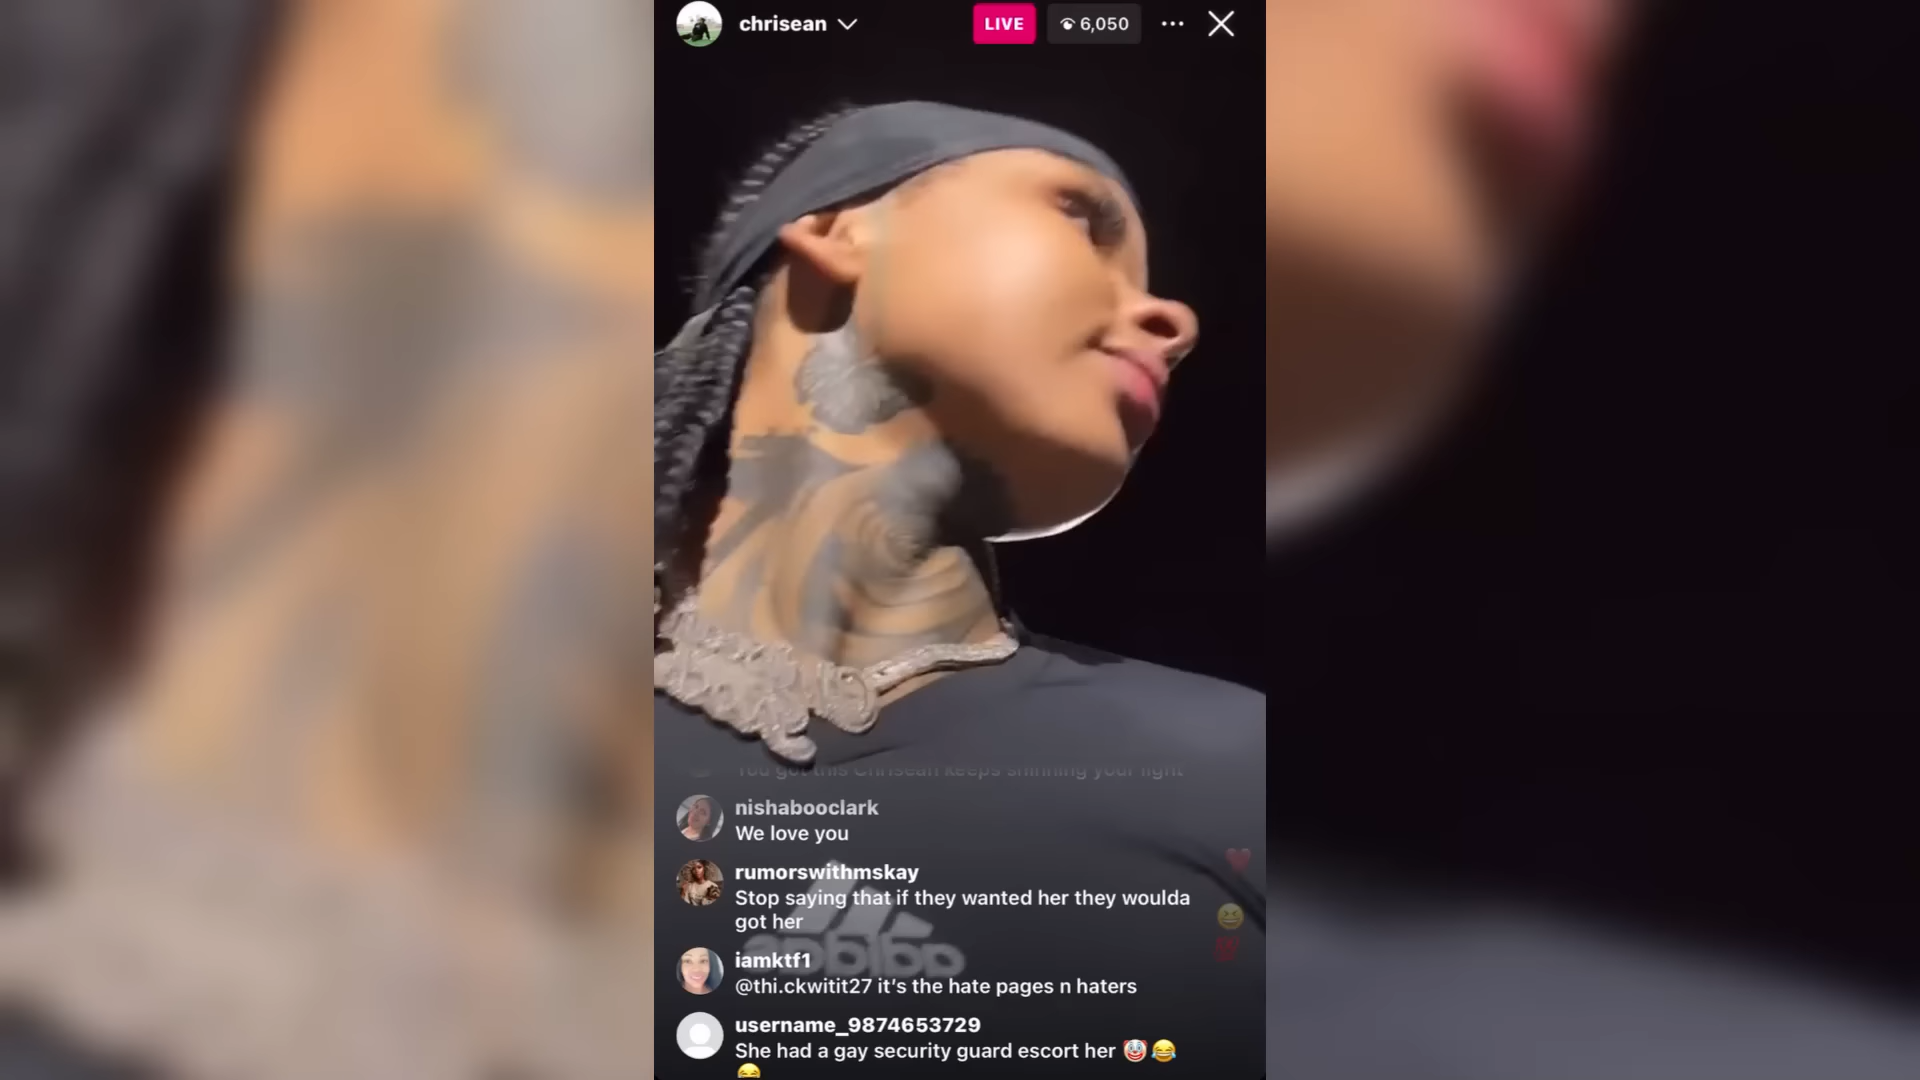 chrisean
LIVE
6,050
You got this Chrisean keeps shinning your light
nishabooclark
We love you
rumorswithmskay
Stop saying that if they wanted her they woulda
got her
adidas
iamktf1
@thi.ckwitit27 it's the hate pages n haters
username_9874653729
She had a gay security guard escort her 🤡😂
😂